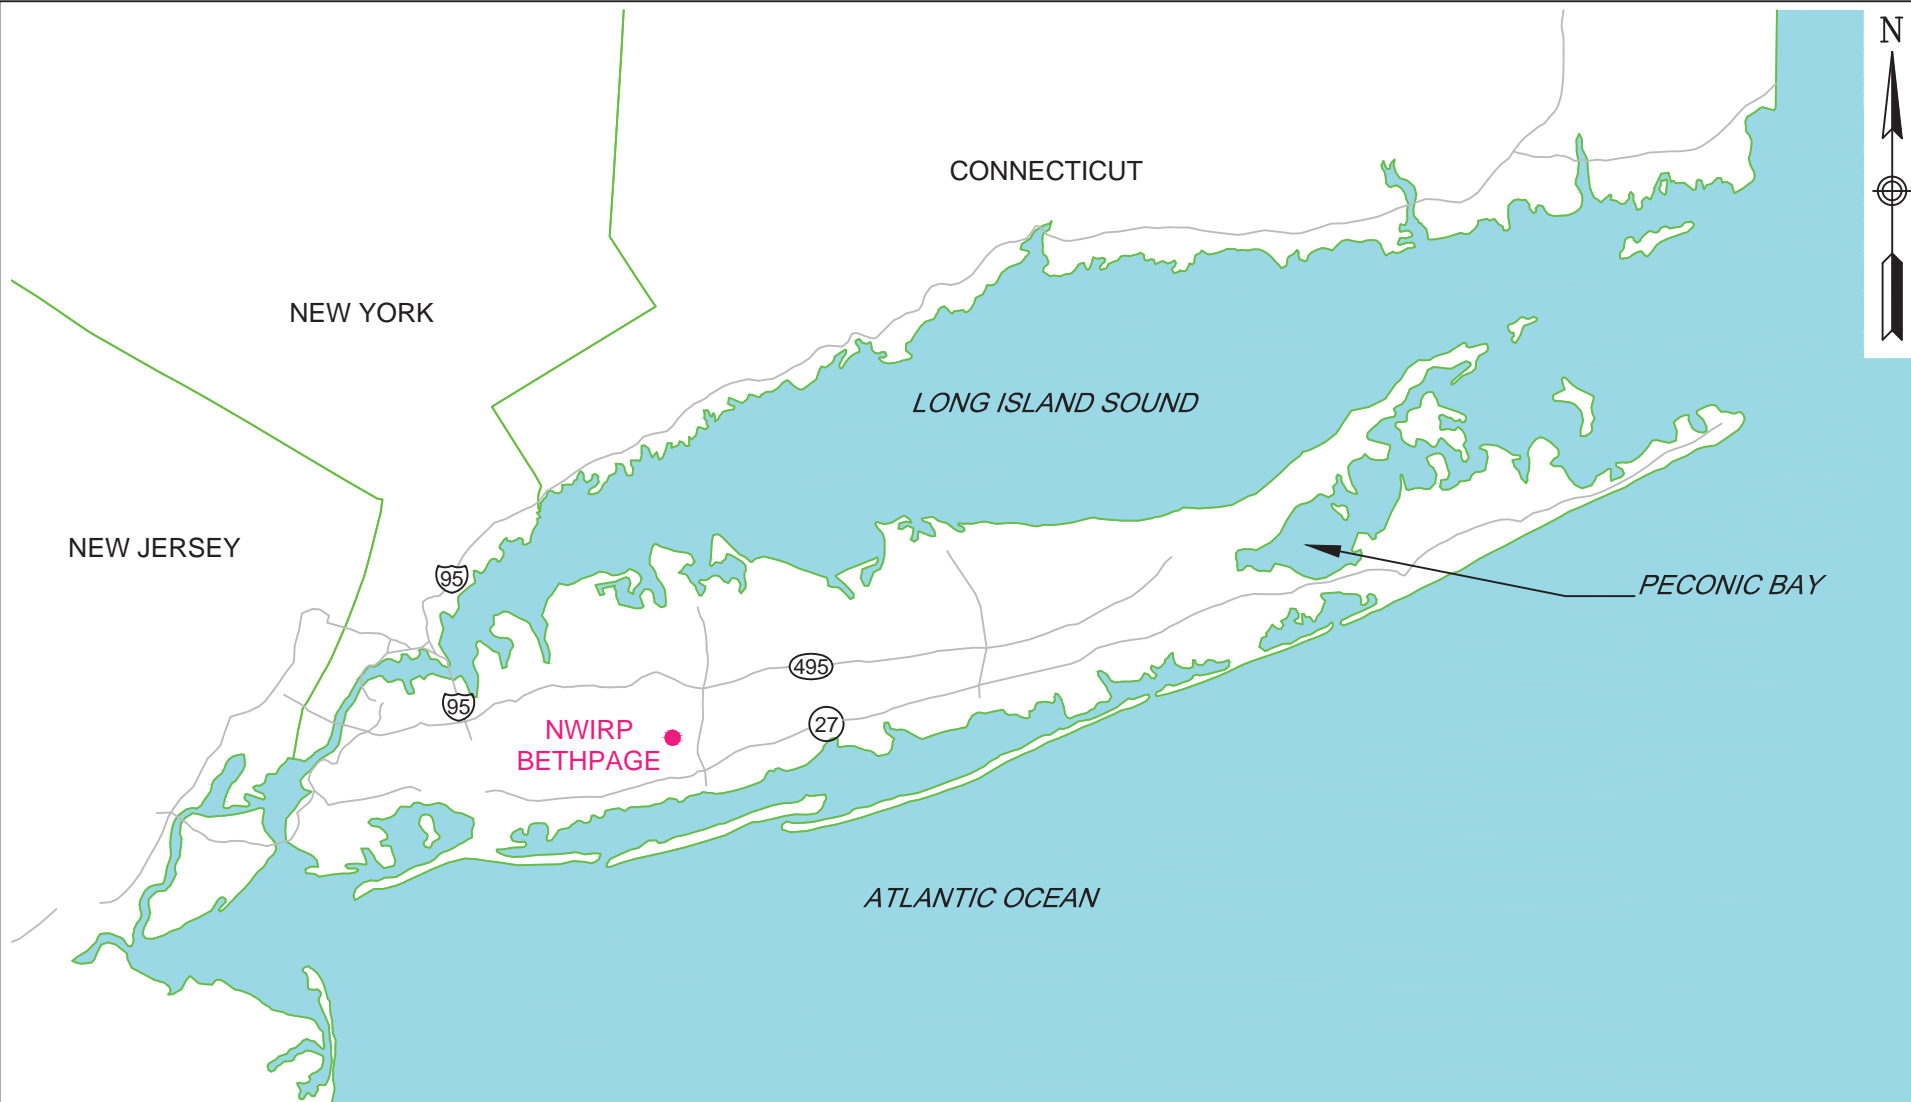 N
CONNECTICUT
NEW YORK
LONG ISLAND SOUND
NEW JERSEY
95
PECONIC BAY
495
95
27
NWIRP
BETHPAGE
ATLANTIC OCEAN